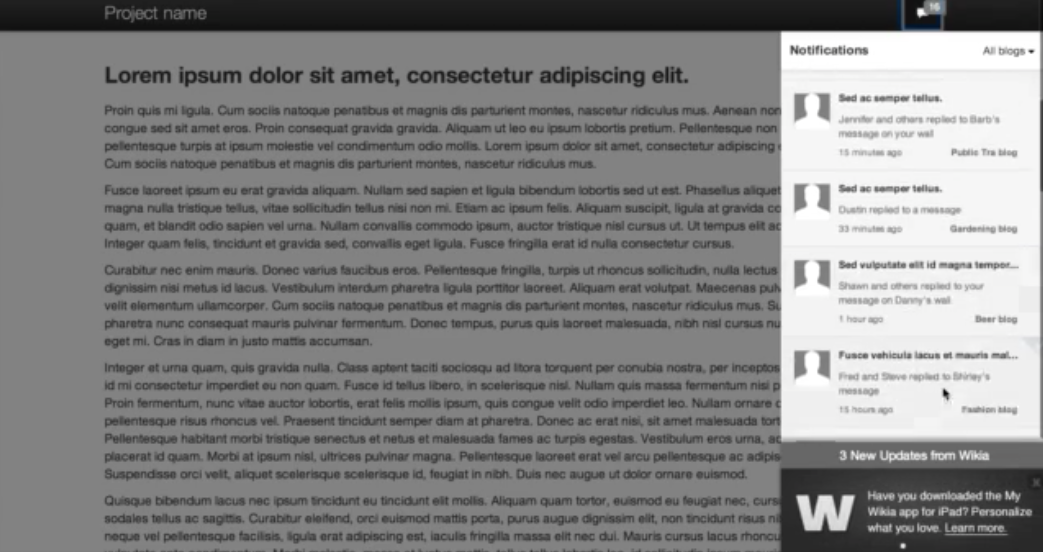 Project name
16
Notifications
All blogs
Lorem ipsum dolor sit amet, consectetur adipiscing elit.
Proin quis mi ligula. Cum sociis natoque penatibus et magnis dis parturient montes, nascetur ridiculus mus. Aenean non
congue sed sit amet eros. Proin consequat gravida gravida. Aliquam ut leo eu ipsum lobortis pretium. Pellentesque non
pellentesque turpis at ipsum molestie vel condimentum odio mollis. Lorem ipsum dolor sit amet, consectetur adipiscing
Cum sociis natoque penatibus et magnis dis parturient montes, nascetur ridiculus mus.
Fusce laoreet ipsum eu erat gravida aliquam. Nullam sed sapien et ligula bibendum lobortis sed ut est. Phasellus aliquet
magna nulla tristique tellus, vitae sollicitudin tellus nisi non mi. Etiam ac ipsum felis. Aliquam suscipit, ligula at gravida
quam, et blandit odio sapien vel urna. Nullam convallis commodo ipsum, auctor tristique nisl cursus ut. Ut tempus elit
Integer quam felis, tincidunt et gravida sed, convallis eget ligula. Fusce fringilla erat id nulla consectetur cursus.
Curabitur nec enim mauris. Donec varius faucibus eros. Pellentesque fringilla, turpis ut rhoncus sollicitudin, nulla lectus
dignissim nisi metus id lacus. Vestibulum interdum pharetra ligula porttitor laoreet. Aliquam erat volutpat. Maecenas
velit elementum ullamcorper. Cum sociis natoque penatibus et magnis dis parturient montes, nascetur ridiculus mus.
pharetra nunc consequat mauris pulvinar fermentum. Donec tempus, purus quis laoreet malesuada, nibh nisl cursus
eget mi. Cras in diam in justo mattis accumsan.
Integer et urna quam, quis gravida nulla. Class aptent taciti sociosqu ad litora torquent per conubia nostra, per inceptos
id mi consectetur imperdiet eu non quam. Fusce id tellus libero, in scelerisque nisl. Nullam quis massa fermentum nisi
Proin fermentum, nunc vitae auctor lobortis, erat felis mollis ipsum, quis congue velit odio imperdiet leo. Nullam ornare
pellentesque risus rhoncus vel. Praesent tincidunt semper diam at pharetra. Donec ac erat nisi, sit amet malesuada
Pellentesque habitant morbi tristique senectus et netus et malesuada fames ac turpis egestas. Vestibulum eros urna,
placerat id quam. Morbi at ipsum nisl, ultrices pulvinar magna. Pellentesque laoreet erat vel arcu pellentesque ac
Suspendisse orci velit, aliquet scelerisque scelerisque id, feugiat in nibh. Duis nec augue ut dolor ornare euismod.
Quisque bibendum lacus nec ipsum tincidunt eu tincidunt elit mollis. Aliquam quam tortor, euismod eu feugiat nec,
sodales tellus ac sagittis. Curabitur eleifend, orci euismod mattis porta, purus augue dignissim elit, non tincidunt risus
neque vel pellentesque facilisis, ligula erat adipiscing est, iaculis fringilla massa elit nec dui. Mauris cursus lacus
Sed ac semper tellus.
Jennifer and others replied to Barb's
message on your wall
15 minutes ago Public Tra blog
Sed ac semper tellus.
Dustin replied to a message
33 minutes ago Gardening blog
Sed vulputate elit id magna tempor...
Shawn and others replied to your
message on Danny's wall
1 hour ago Beer blog
Fusce vehicula lacus et mauris mal...
Fred and Steve replied to Shirley's
message
15 hours ago Fashion blog
3 New Updates from Wikia
W
Have you downloaded the My
Wikia app for iPad? Personalize
what you love. Learn more.